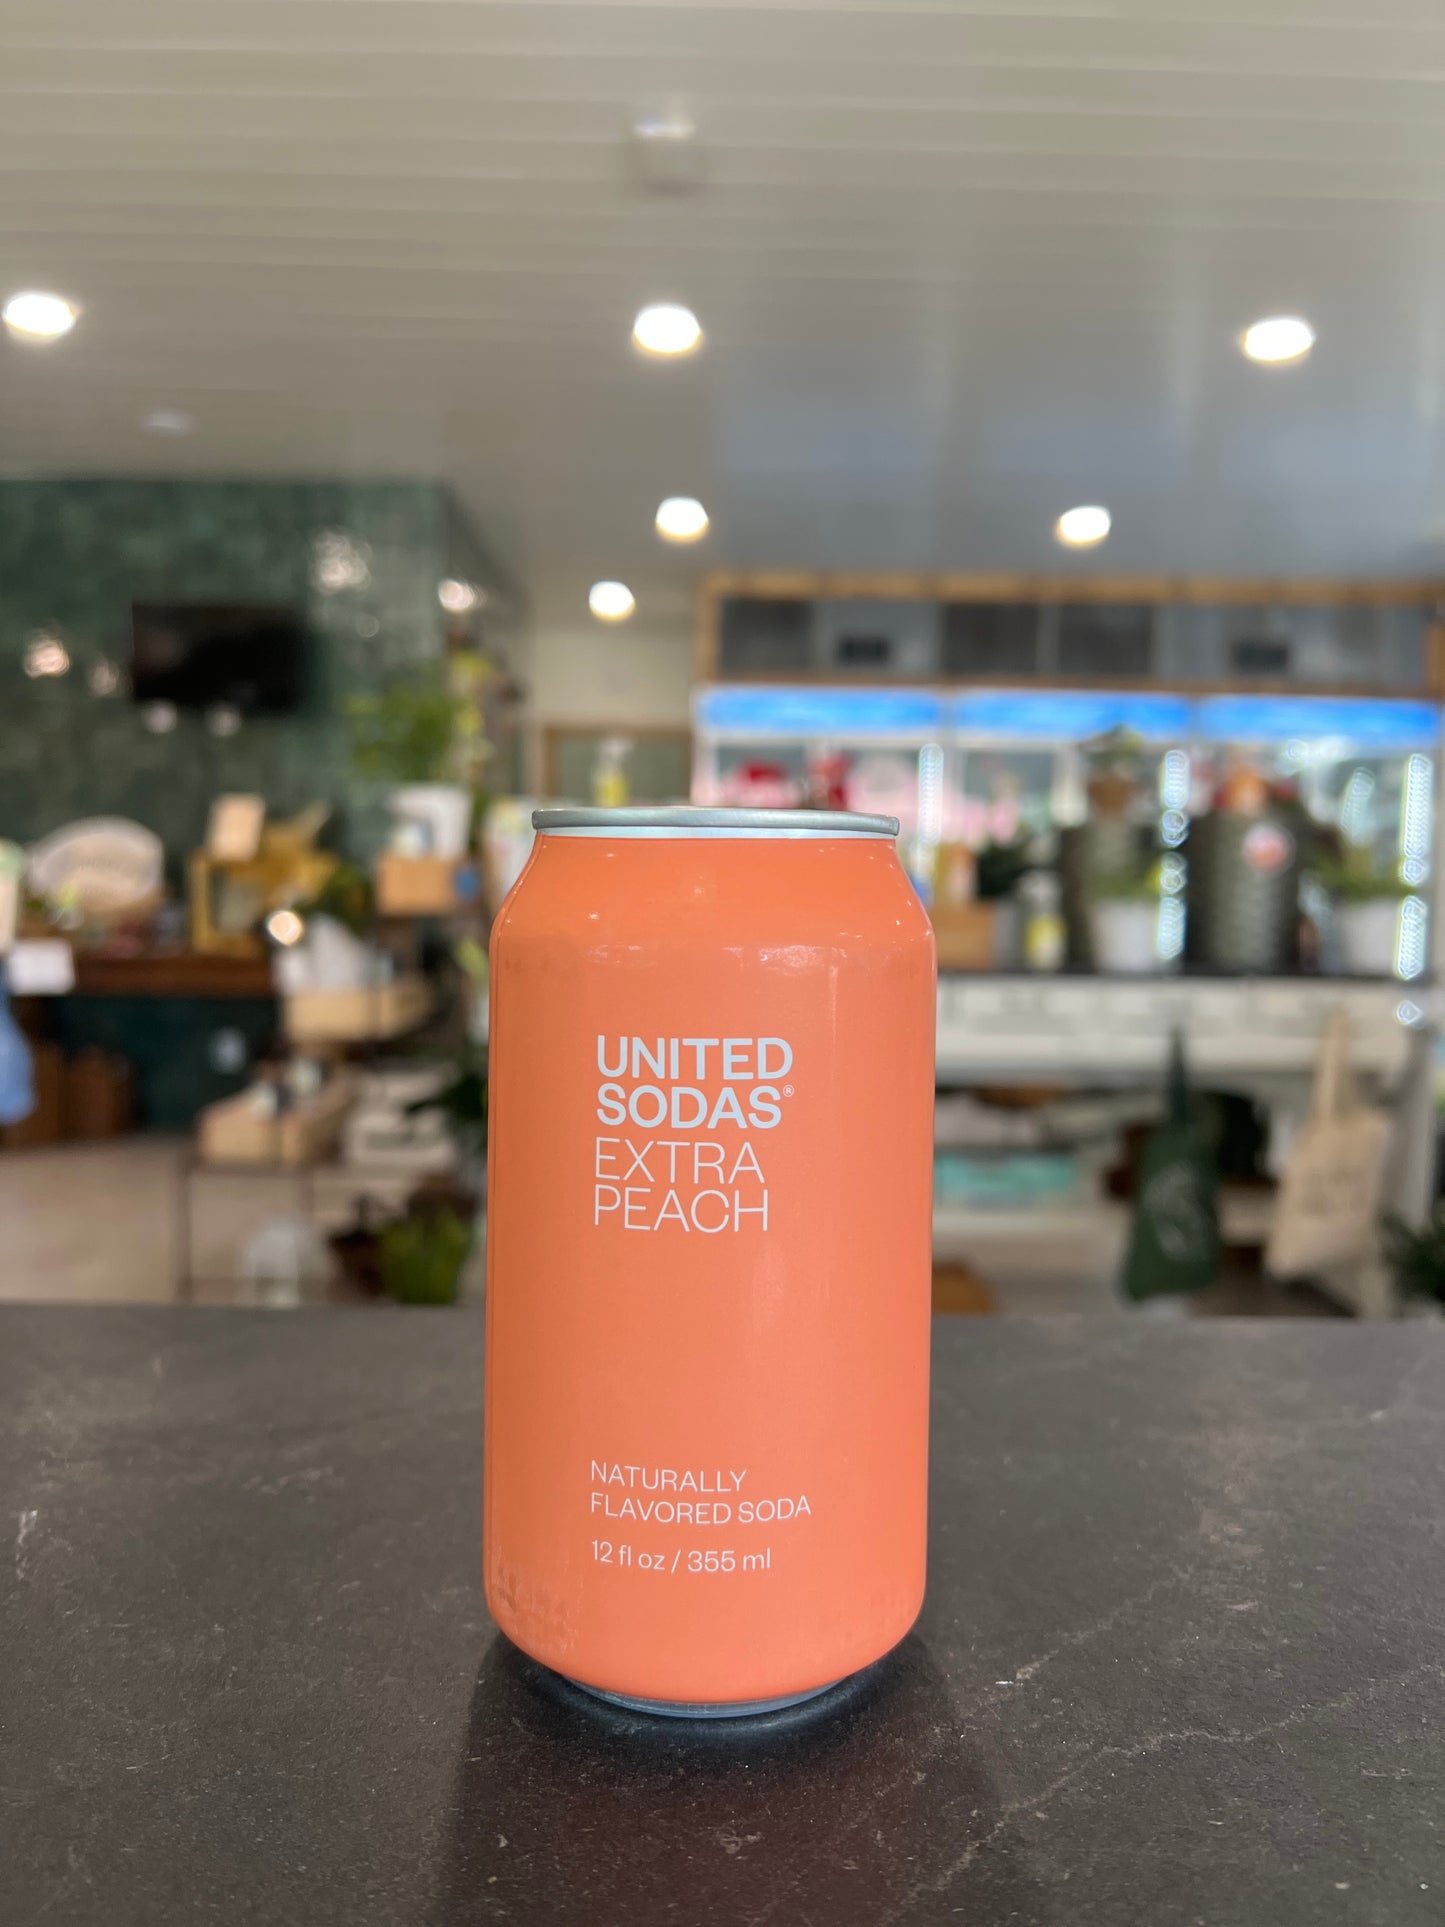 UNITED
SODAS®
EXTRA
PEACH
NATURALLY
FLAVORED SODA
12 fl oz / 355 ml